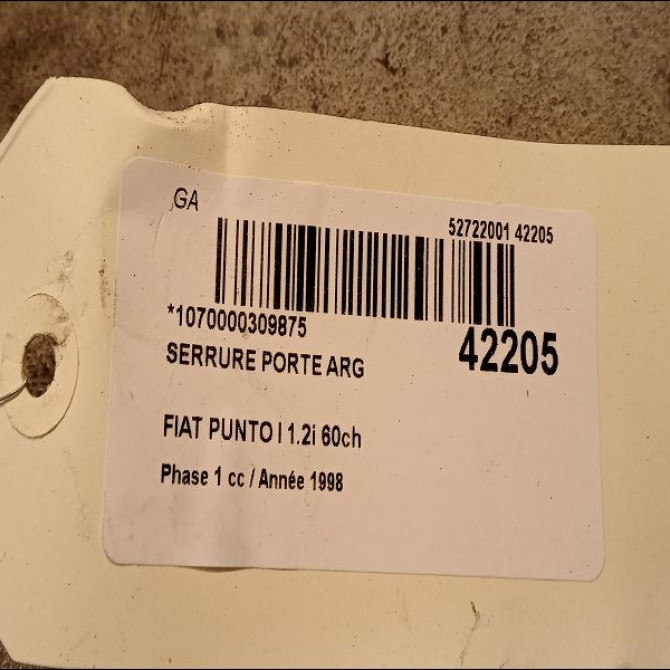 GA
52722001 42205
*1070000309875
42205
SERRURE PORTE ARG
FIAT PUNTO I 1.2i 60ch
Phase 1 cc / Année 1998